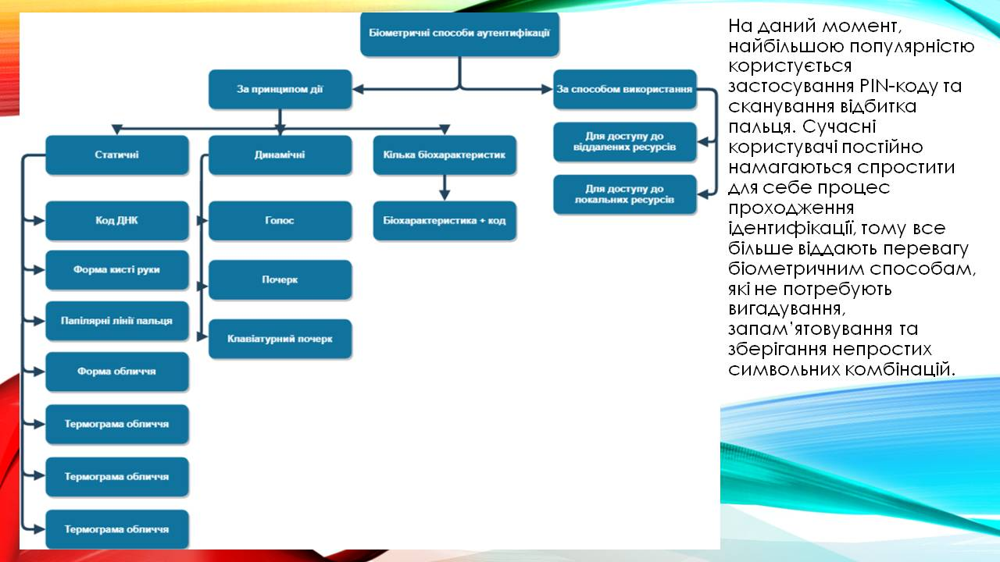 Біометричні способи аутентифікації
За принципом дії
За способом використання
Статичні
Динамічні
Кілька біохарактеристик
Для доступу до
віддалених ресурсів
Для доступу до
локальних ресурсів
Код ДНК
Голос
Біохарактеристика + код
Форма кисті руки
Почерк
Папілярні лінії пальця
Клавіатурний почерк
Форма обличчя
Термограма обличчя
Термограма обличчя
Термограма обличчя
На даний момент,
найбільшою популярністю
користується
застосування PIN-коду та
сканування відбитка
пальця. Сучасні
користувачі постійно
намагаються спростити
для себе процес
проходження
ідентифікації, тому все
більше віддають перевагу
біометричним способам,
які не потребують
вигадування,
запам’ятовування та
зберігання непростих
символьних комбінацій.